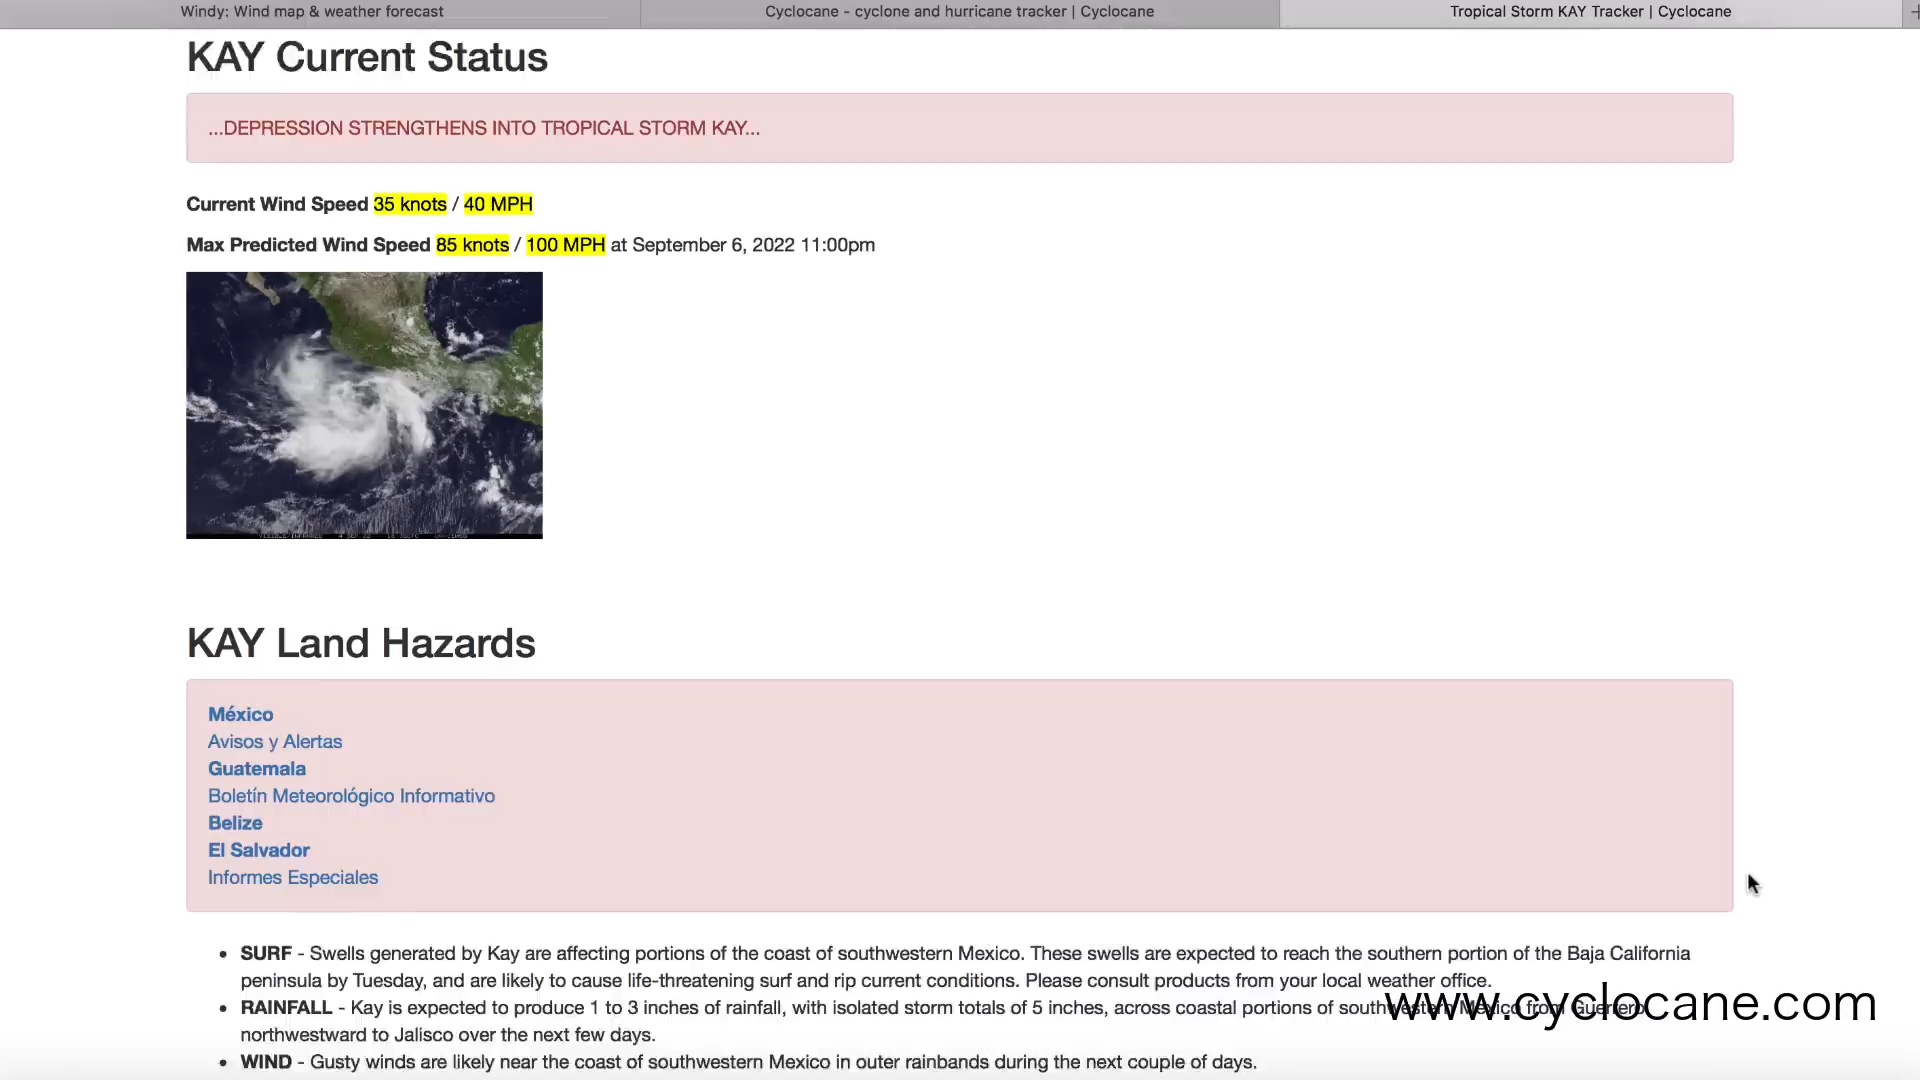 Windy: Wind map & weather forecast
Cyclocane - cyclone and hurricane tracker | Cyclocane
Tropical Storm KAY Tracker | Cyclocane
KAY Current Status
...DEPRESSION STRENGTHENS INTO TROPICAL STORM KAY...
Current Wind Speed 35 knots / 40 MPH
Max Predicted Wind Speed 85 knots / 100 MPH at September 6, 2022 11:00pm
KAY Land Hazards
México
Avisos y Alertas
Guatemala
Boletín Meteorológico Informativo
Belize
El Salvador
Informes Especiales
SURF - Swells generated by Kay are affecting portions of the coast of southwestern Mexico. These swells are expected to reach the southern portion of the Baja California
peninsula by Tuesday, and are likely to cause life-threatening surf and rip current conditions. Please consult products from your local weather office.
RAINFALL - Kay is expected to produce 1 to 3 inches of rainfall, with isolated storm totals of 5 inches, across coastal portions of southwestern Mexico from Guerrero
northwestward to Jalisco over the next few days.
WIND - Gusty winds are likely near the coast of southwestern Mexico in outer rainbands during the next couple of days.
www.cyclocane.com